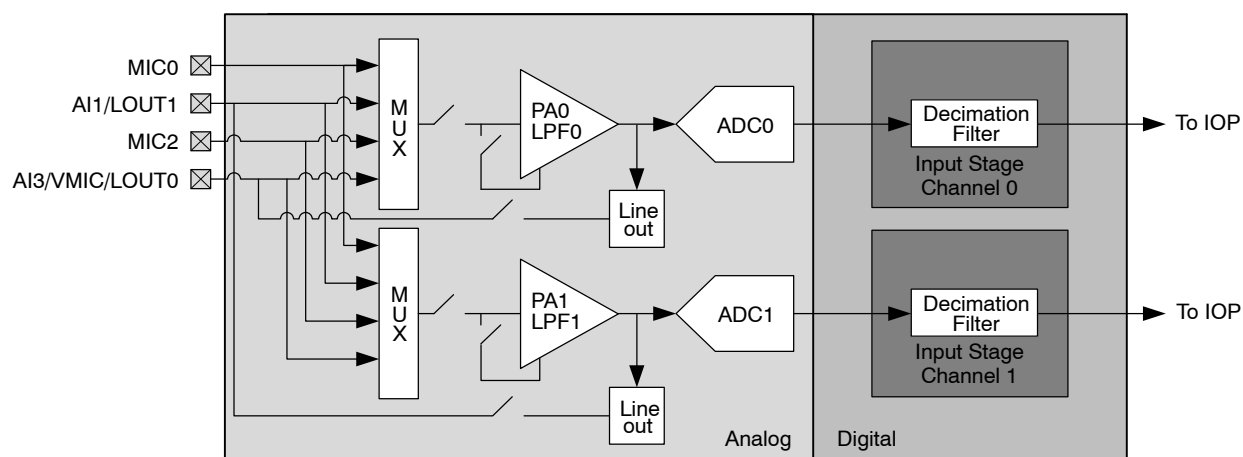 MIC0
AI1/LOUT1
MIC2
AI3/VMIC/LOUT0
M
U
X
PA0
LPF0
ADC0
Line
out
Decimation
Filter
Input Stage
Channel 0
To IOP
M
U
X
PA1
LPF1
ADC1
Line
out
Decimation
Filter
Input Stage
Channel 1
To IOP
Analog
Digital